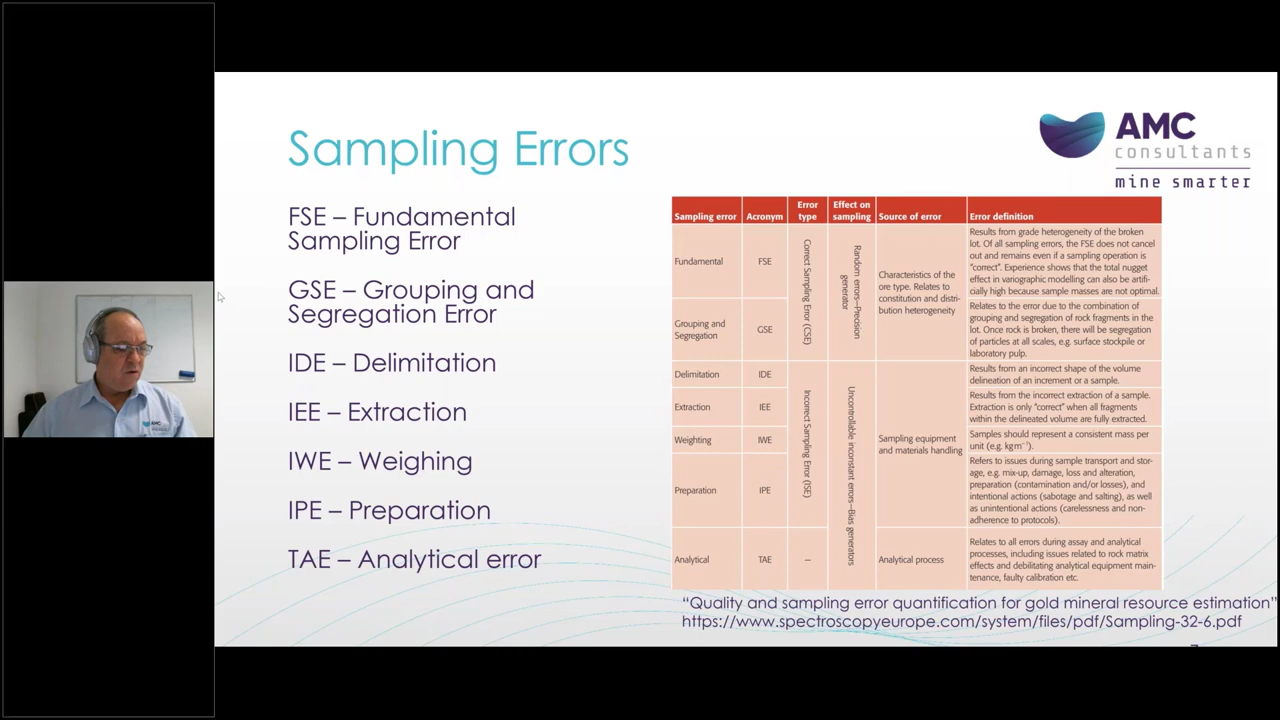 Sampling Errors
AMC
consultants
mine smarter
FSE – Fundamental
Sampling Error
GSE – Grouping and
Segregation Error
IDE – Delimitation
IEE – Extraction
IWE – Weighing
IPE – Preparation
TAE – Analytical error
Sampling error
Acronym
Error
type
Effect on
sampling
Source of error
Error definition
Fundamental
FSE
Correct Sampling Error (CSE)
Random errors—Precision
generator
Characteristics of the
ore type. Relates to
constitution and distri-
bution heterogeneity
Results from grade heterogeneity of the broken
lot. Of all sampling errors, the FSE does not cancel
out and remains even if a sampling operation is
“correct”. Experience shows that the total nugget
effect in variographic modelling can also be artifi-
cially high because sample masses are not optimal.
Grouping and
Segregation
GSE
Relates to the error due to the combination of
grouping and segregation of rock fragments in the
lot. Once rock is broken, there will be segregation
of particles at all scales, e.g. surface stockpile or
laboratory pulp.
Delimitation
IDE
Incorrect Sampling Error (ISE)
Uncontrollable inconstant errors—Bias generators
Sampling equipment
and materials handling
Results from an incorrect shape of the volume
delineation of an increment or a sample.
Extraction
IEE
Results from the incorrect extraction of a sample.
Extraction is only “correct” when all fragments
within the delineated volume are fully extracted.
Weighting
IWE
Samples should represent a consistent mass per
unit (e.g. kgm⁻¹).
Preparation
IPE
Refers to issues during sample transport and stor-
age, e.g. mix-up, damage, loss and alteration,
preparation (contamination and/or losses), and
intentional actions (sabotage and salting), as well
as unintentional actions (carelessness and non-
adherence to protocols).
Analytical
TAE
—
Analytical process
Relates to all errors during assay and analytical
processes, including issues related to rock matrix
effects and debilitating analytical equipment main-
tenance, faulty calibration etc.
“Quality and sampling error quantification for gold mineral resource estimation”
https://www.spectroscopyeurope.com/system/files/pdf/Sampling-32-6.pdf
AMC